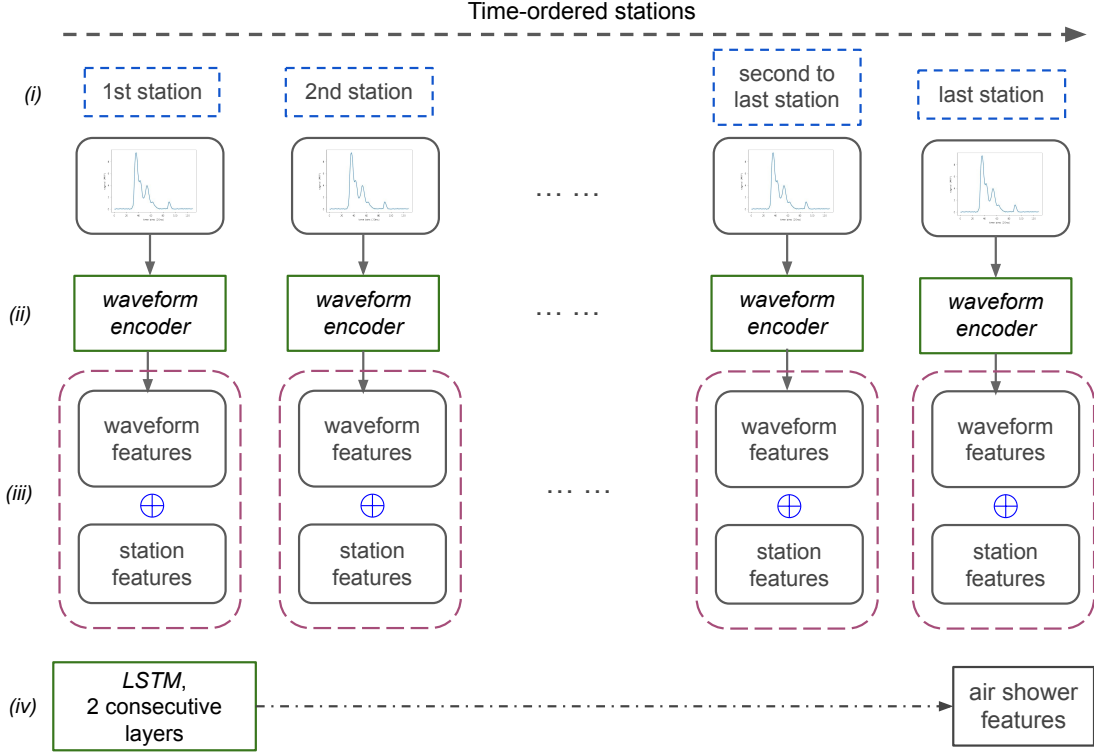 Time-ordered stations
(i)
1st station
2nd station
second to
last station
last station
... ...
(ii)
waveform
encoder
waveform
encoder
... ...
waveform
encoder
waveform
encoder
(iii)
waveform
features
waveform
features
waveform
features
waveform
features
... ...
station
features
station
features
station
features
station
features
(iv)
LSTM,
2 consecutive
layers
air shower
features